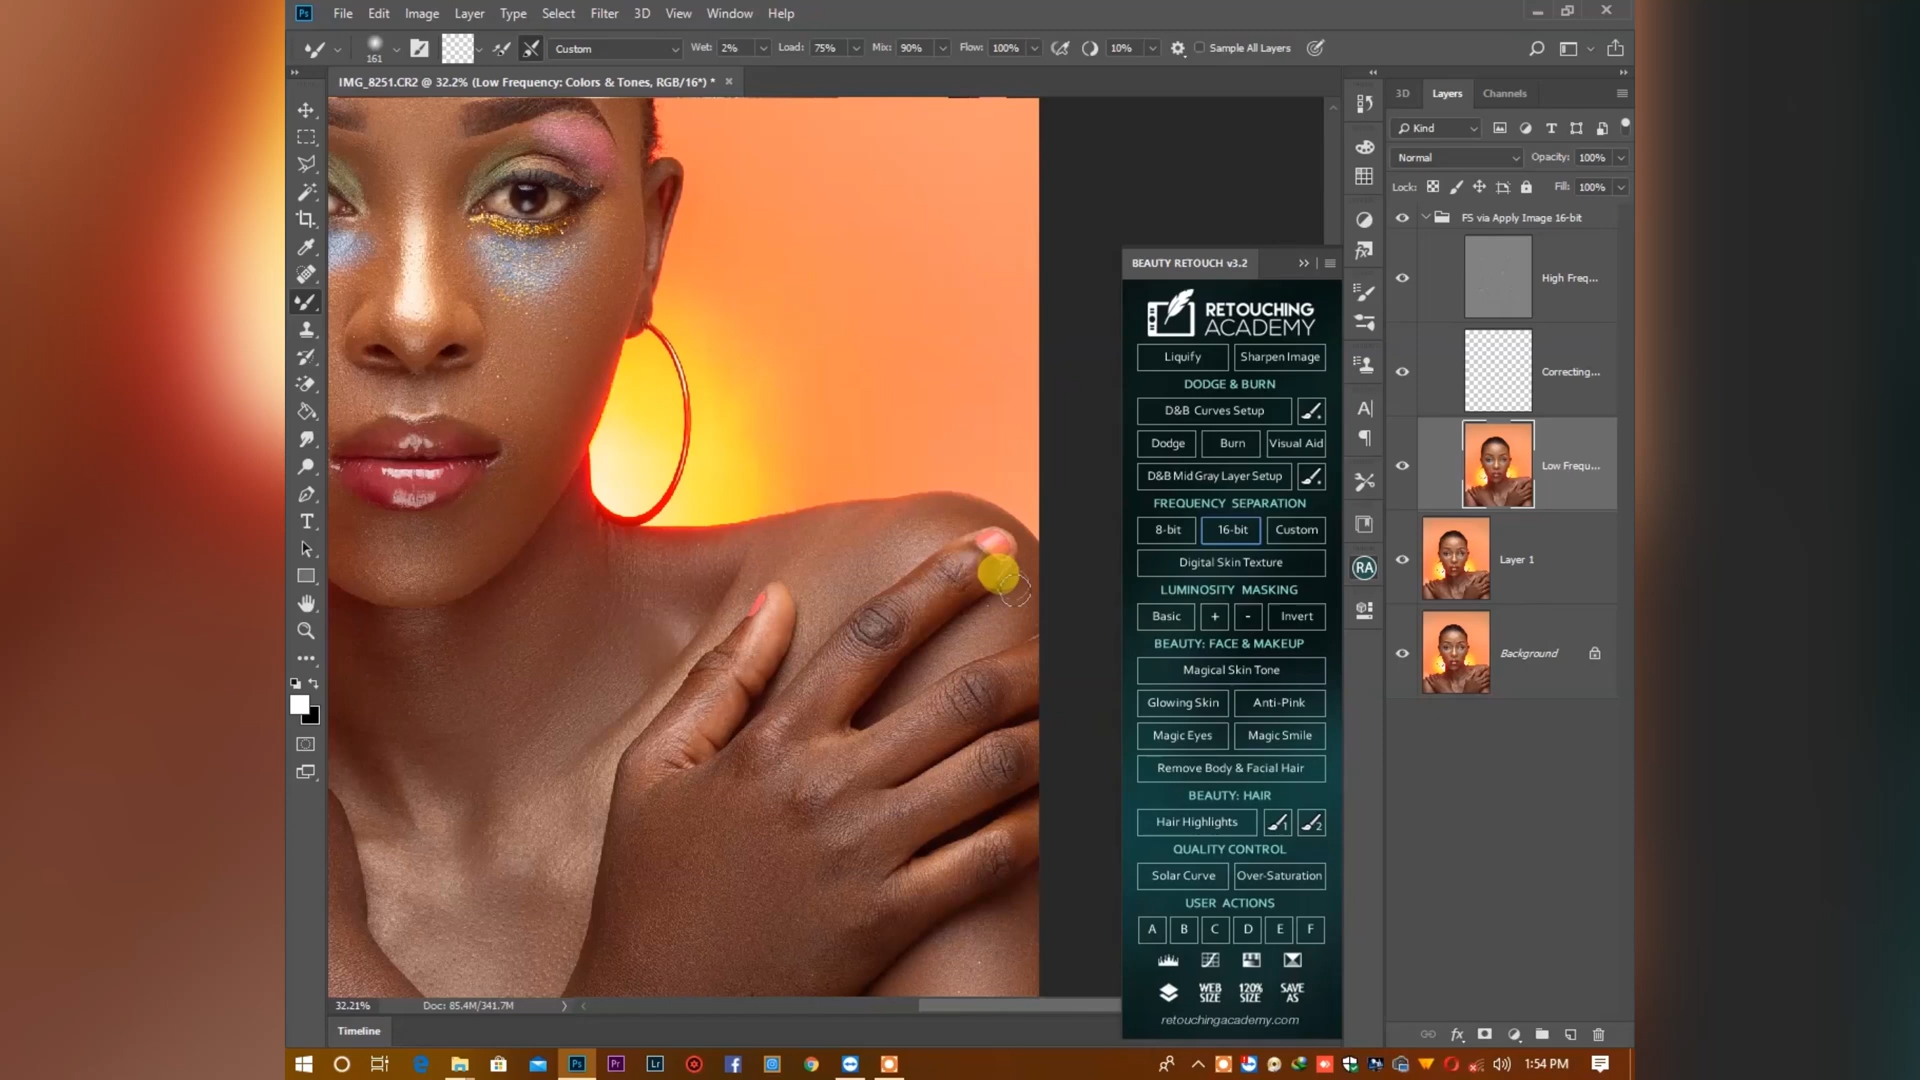 Ps File Edit Image Layer Type Select Filter 3D View Window Help
161 Custom Wet: 2% Load: 75% Mix: 90% Flow: 100% 10% Sample All Layers
IMG_8251.CR2 @ 32.2% (Low Frequency: Colors & Tones, RGB/16*) * ×
3D Layers Channels
Kind
Normal Opacity: 100%
Lock: Fill: 100%
FS via Apply Image 16-bit
High Freq...
Correcting...
Low Frequ...
Layer 1
Background
BEAUTY RETOUCH v3.2
RETOUCHING
ACADEMY
Liquify Sharpen Image
DODGE & BURN
D&B Curves Setup
Dodge Burn Visual Aid
D&B Mid Gray Layer Setup
FREQUENCY SEPARATION
8-bit 16-bit Custom
Digital Skin Texture
LUMINOSITY MASKING
Basic + - Invert
BEAUTY: FACE & MAKEUP
Magical Skin Tone
Glowing Skin Anti-Pink
Magic Eyes Magic Smile
Remove Body & Facial Hair
BEAUTY: HAIR
Hair Highlights 1 2
QUALITY CONTROL
Solar Curve Over-Saturation
USER ACTIONS
A B C D E F
WEB SIZE 120% SIZE SAVE AS
retouchingacademy.com
RA
32.21% Doc: 85.4M/341.7M
Timeline
Ps Pr Lr 1:54 PM